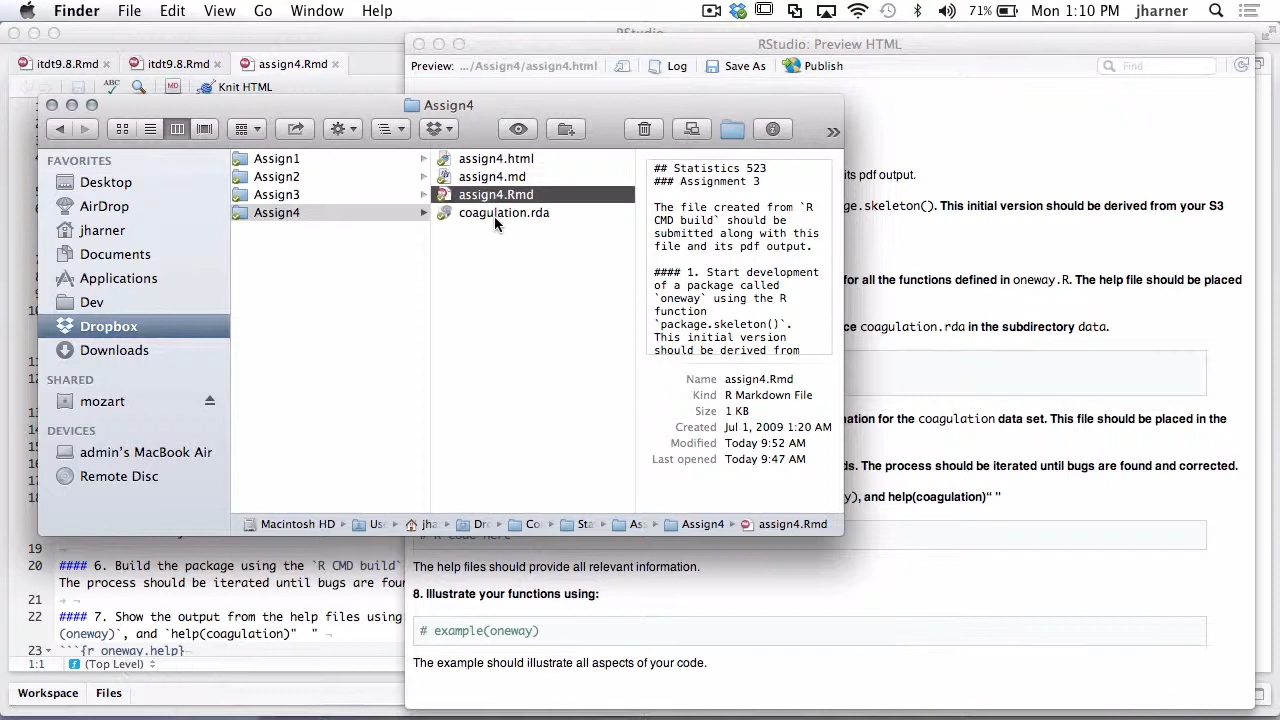 Finder File Edit View Go Window Help 71% Mon 1:10 PM jharner
RStudio
RStudio: Preview HTML
itdt9.8.Rmd itdt9.8.Rmd assign4.Rmd
Preview: .../Assign4/assign4.html Log Save As Publish Find
ABC MD Knit HTML
Assign4
FAVORITES
Desktop
AirDrop
jharner
Documents
Applications
Dev
Dropbox
Downloads
SHARED
mozart
DEVICES
admin's MacBook Air
Remote Disc
Assign1
Assign2
Assign3
Assign4
assign4.html
assign4.md
assign4.Rmd
coagulation.rda
## Statistics 523
### Assignment 3
The file created from `R
CMD build` should be
submitted along with this
file and its pdf output.
#### 1. Start development
of a package called
`oneway` using the R
function
`package.skeleton()`.
This initial version
should be derived from
Name assign4.Rmd
Kind R Markdown File
Size 1 KB
Created Jul 1, 2009 1:20 AM
Modified Today 9:52 AM
Last opened Today 9:47 AM
Macintosh HD Us jha Dr Co Sta As Assign4 assign4.Rmd
its pdf output.
ge.skeleton(). This initial version should be derived from your S3
for all the functions defined in oneway.R. The help file should be placed
ce coagulation.rda in the subdirectory data.
nation for the coagulation data set. This file should be placed in the
ds. The process should be iterated until bugs are found and corrected.
y), and help(coagulation)“ ”
# R code here
The help files should provide all relevant information.
8. Illustrate your functions using:
# example(oneway)
The example should illustrate all aspects of your code.
19
20 #### 6. Build the package using the `R CMD build`
The process should be iterated until bugs are foun
21
22 #### 7. Show the output from the help files using
(oneway)`, and `help(coagulation)" "
23 ```{r oneway.help}
1:1 (Top Level)
Workspace Files